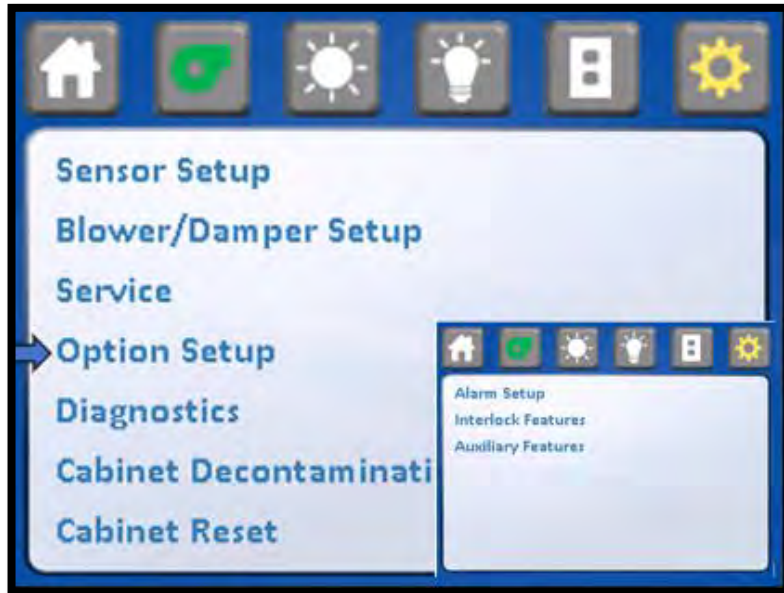 Sensor Setup
Blower/Damper Setup
Service
Option Setup
Diagnostics
Cabinet Decontaminati
Cabinet Reset
Alarm Setup
Interlock Features
Auxiliary Features